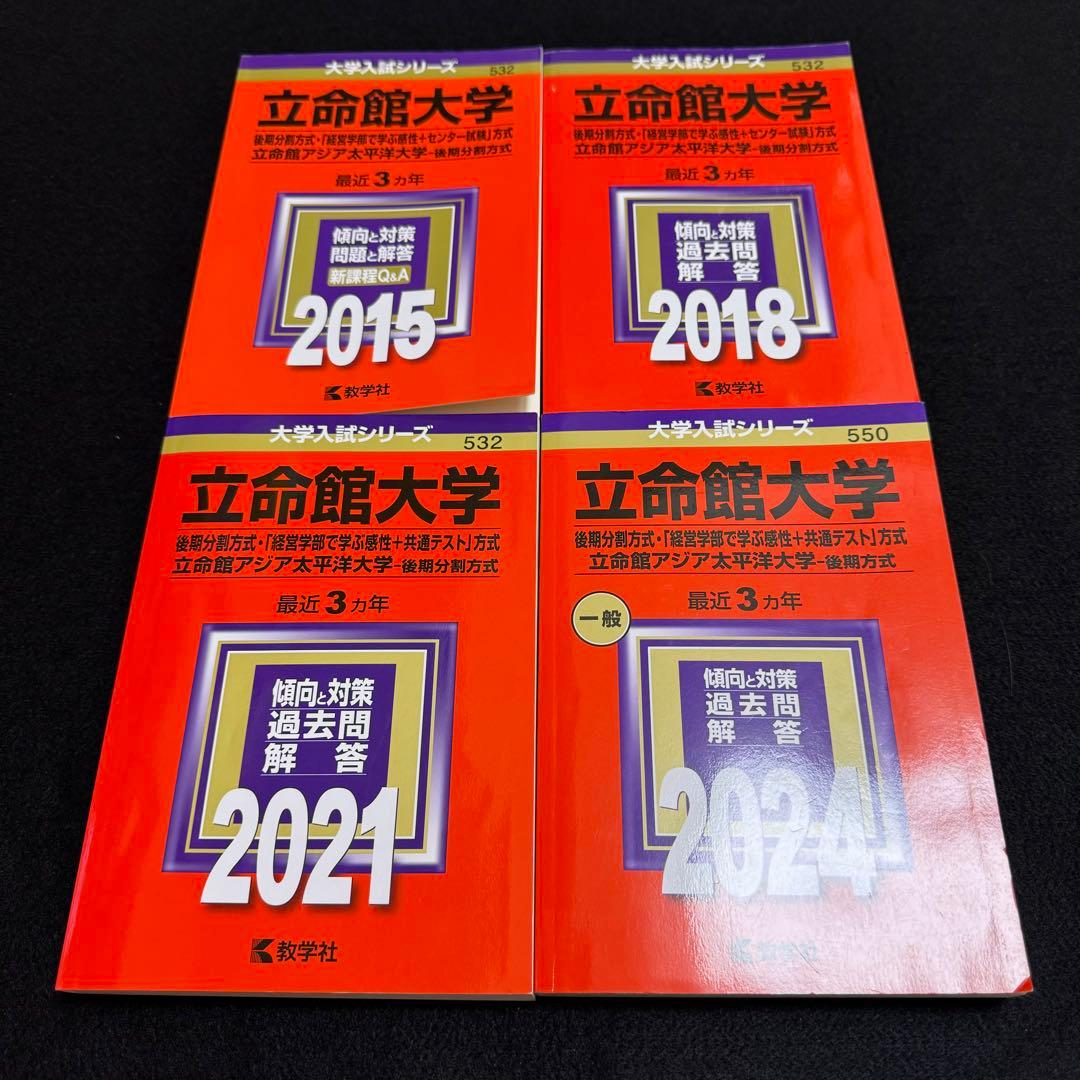 大学入試シリーズ
532
立命館大学
後期分割方式・「経営学部で学ぶ感性+センター試験」方式
立命館アジア太平洋大学-後期分割方式
最近3カ年
傾向と対策
問題と解答
新課程Q&A
2015
教学社
大学入試シリーズ
532
立命館大学
後期分割方式・「経営学部で学ぶ感性+センター試験」方式
立命館アジア太平洋大学-後期分割方式
最近3カ年
傾向と対策
過去問
解答
2018
教学社
大学入試シリーズ
532
立命館大学
後期分割方式・「経営学部で学ぶ感性+共通テスト」方式
立命館アジア太平洋大学-後期分割方式
最近3カ年
傾向と対策
過去問
解答
2021
教学社
大学入試シリーズ
550
立命館大学
後期分割方式・「経営学部で学ぶ感性+共通テスト」方式
立命館アジア太平洋大学-後期方式
最近3カ年
一般
傾向と対策
過去問
解答
2024
教学社